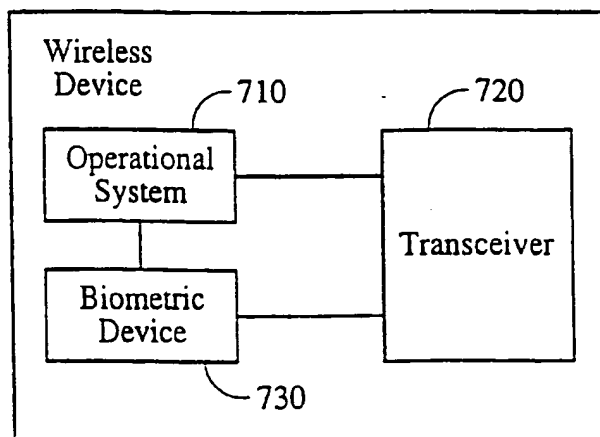 Wireless
Device
710
720
Operational
System
Transceiver
Biometric
Device
730